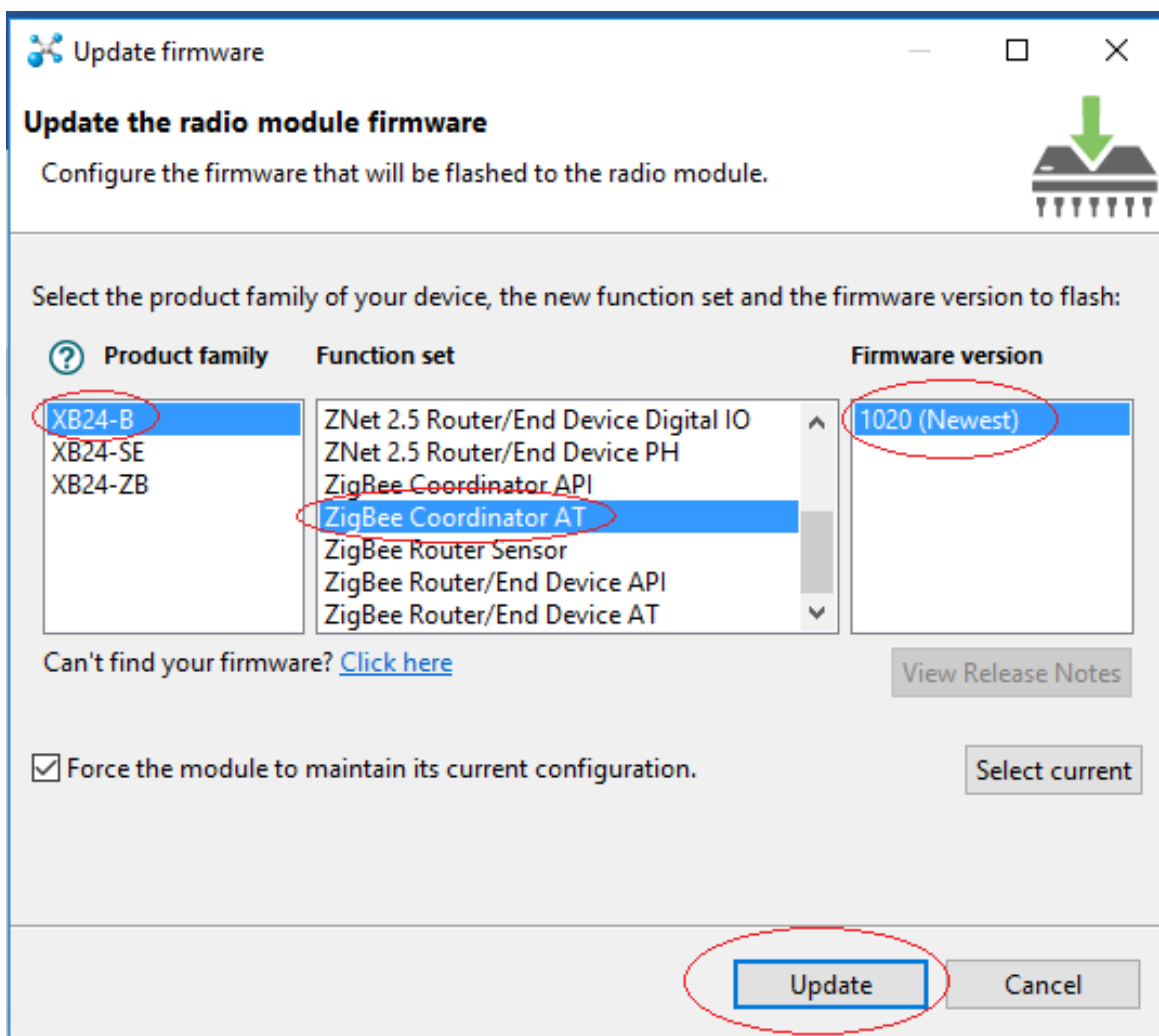 Update firmware
Update the radio module firmware
Configure the firmware that will be flashed to the radio module.
Select the product family of your device, the new function set and the firmware version to flash:
? Product family Function set Firmware version
XB24-B ZNet 2.5 Router/End Device Digital IO 1020 (Newest)
XB24-SE ZNet 2.5 Router/End Device PH
XB24-ZB ZigBee Coordinator API
ZigBee Coordinator AT
ZigBee Router Sensor
ZigBee Router/End Device API
ZigBee Router/End Device AT
Can't find your firmware? Click here
View Release Notes
Force the module to maintain its current configuration.
Select current
Update Cancel